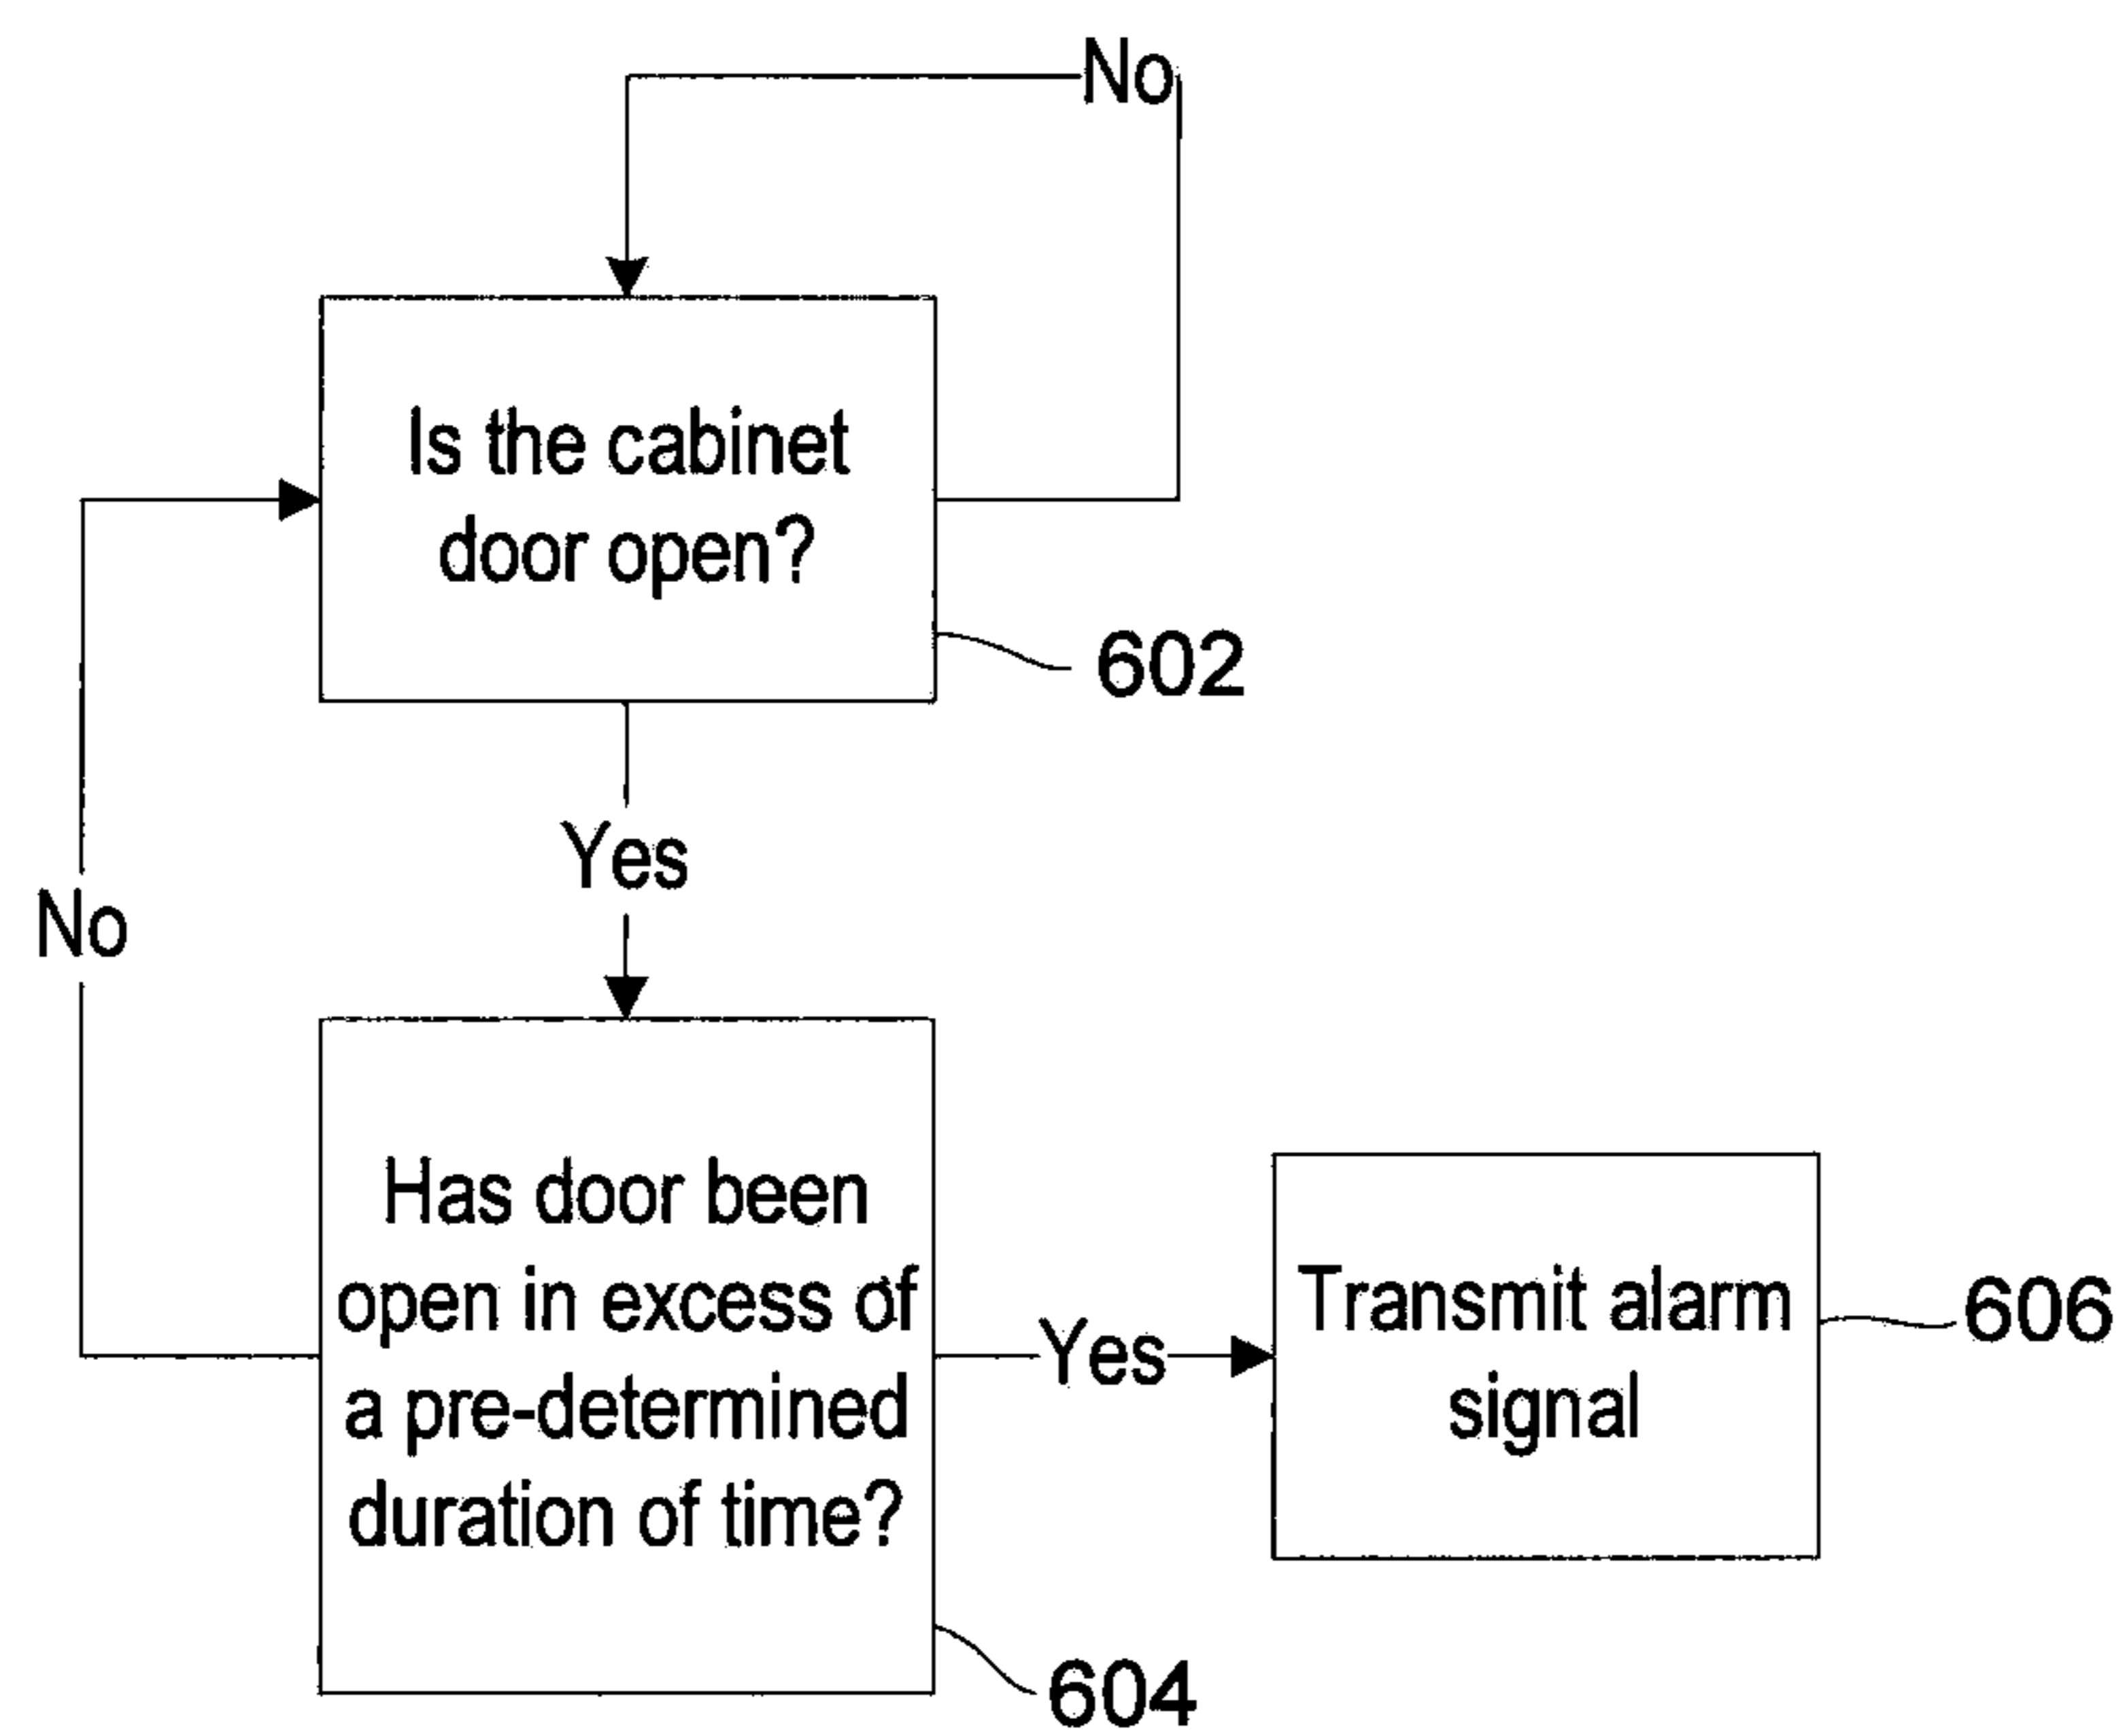 No
Is the cabinet
door open?
602
Yes
No
Has door been
open in excess of
a pre-determined
duration of time?
Yes
Transmit alarm
signal
606
604